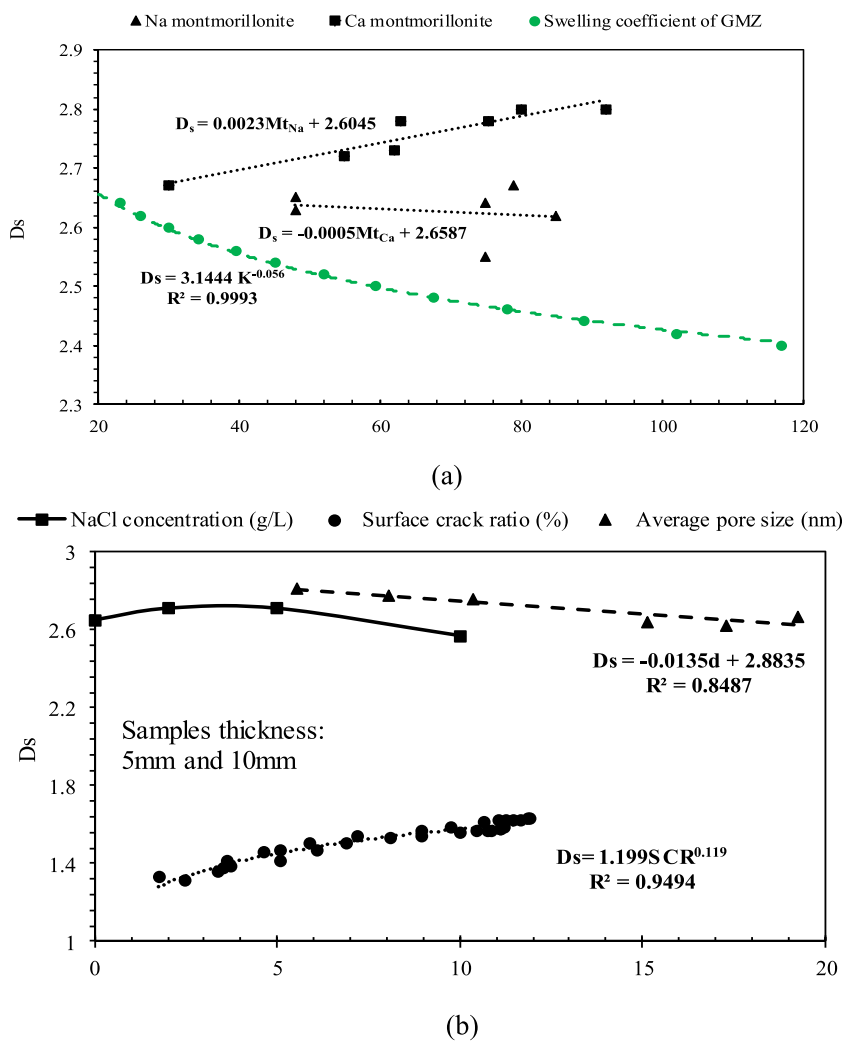 Na montmorillonite Ca montmorillonite Swelling coefficient of GMZ
2.9
2.8
2.7
2.6
2.5
2.4
2.3
Ds
Ds = 0.0023MtNa + 2.6045
Ds = -0.0005MtCa + 2.6587
Ds = 3.1444 K^-0.056
R² = 0.9993
20 40 60 80 100 120
(a)
NaCl concentration (g/L) Surface crack ratio (%) Average pore size (nm)
3
2.6
2.2
1.8
1.4
1
Ds
Ds = -0.0135d + 2.8835
R² = 0.8487
Samples thickness:
5mm and 10mm
Ds= 1.199SCR^0.119
R² = 0.9494
0 5 10 15 20
(b)